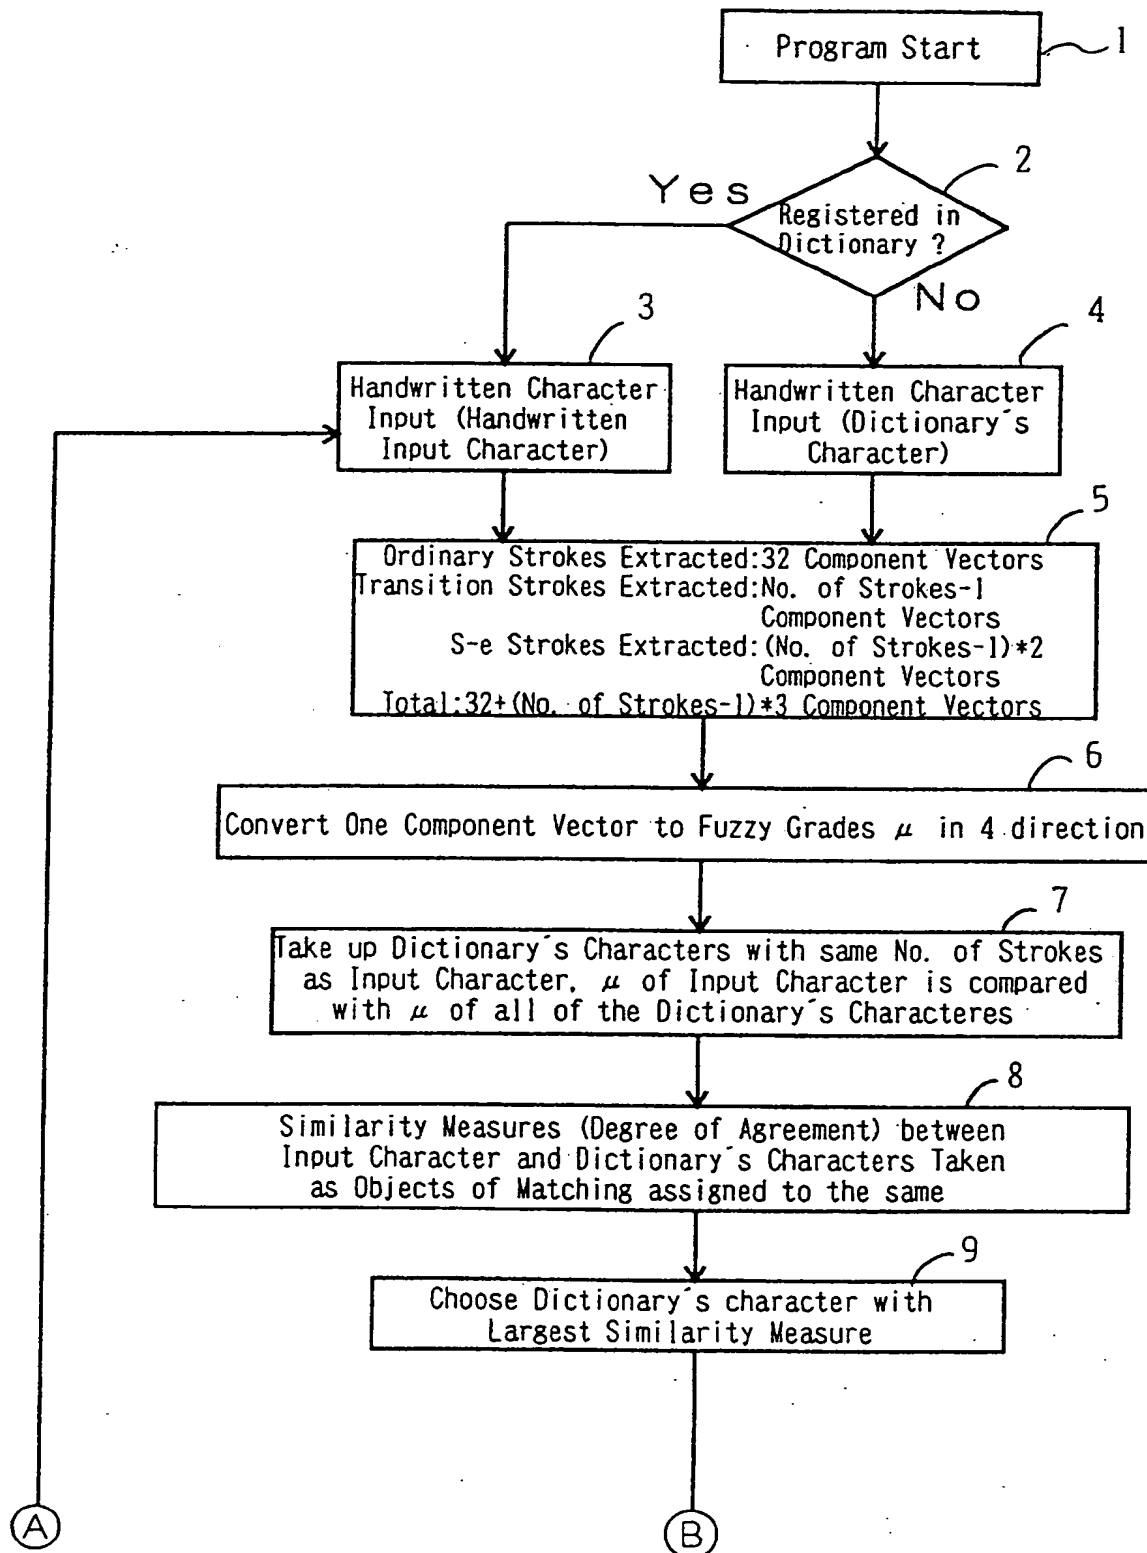 Program Start
1
2
Yes
Registered in
Dictionary ?
No
3
4
Handwritten Character
Input (Handwritten
Input Character)
Handwritten Character
Input (Dictionary´s
Character)
5
Ordinary Strokes Extracted:32 Component Vectors
Transition Strokes Extracted:No. of Strokes-1
Component Vectors
S-e Strokes Extracted:(No. of Strokes-1)*2
Component Vectors
Total:32+(No. of Strokes-1)*3 Component Vectors
6
Convert One Component Vector to Fuzzy Grades μ in 4 direction
7
Take up Dictionary´s Characters with same No. of Strokes
as Input Character, μ of Input Character is compared
with μ of all of the Dictionary´s Characteres
8
Similarity Measures (Degree of Agreement) between
Input Character and Dictionary´s Characters Taken
as Objects of Matching assigned to the same
9
Choose Dictionary´s character with
Largest Similarity Measure
A
B